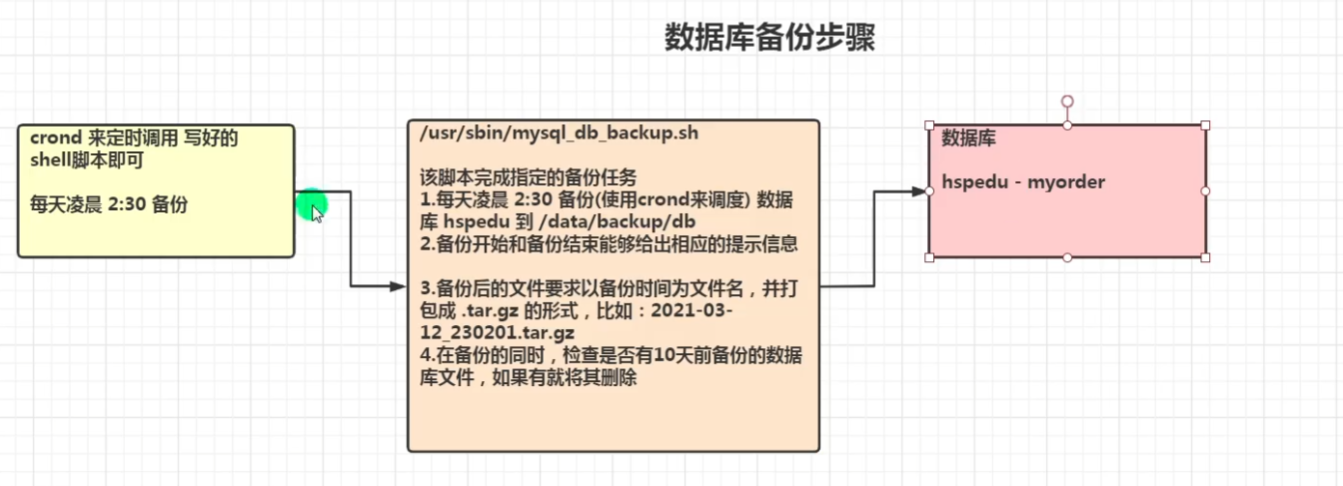 数据库备份步骤
crond 来定时调用 写好的
shell脚本即可
每天凌晨 2:30 备份
/usr/sbin/mysql_db_backup.sh
该脚本完成指定的备份任务
1.每天凌晨 2:30 备份(使用crond来调度) 数据
库 hspedu 到 /data/backup/db
2.备份开始和备份结束能够给出相应的提示信息
3.备份后的文件要求以备份时间为文件名，并打
包成 .tar.gz 的形式，比如：2021-03-
12_230201.tar.gz
4.在备份的同时，检查是否有10天前备份的数据
库文件，如果有就将其删除
数据库
hspedu - myorder